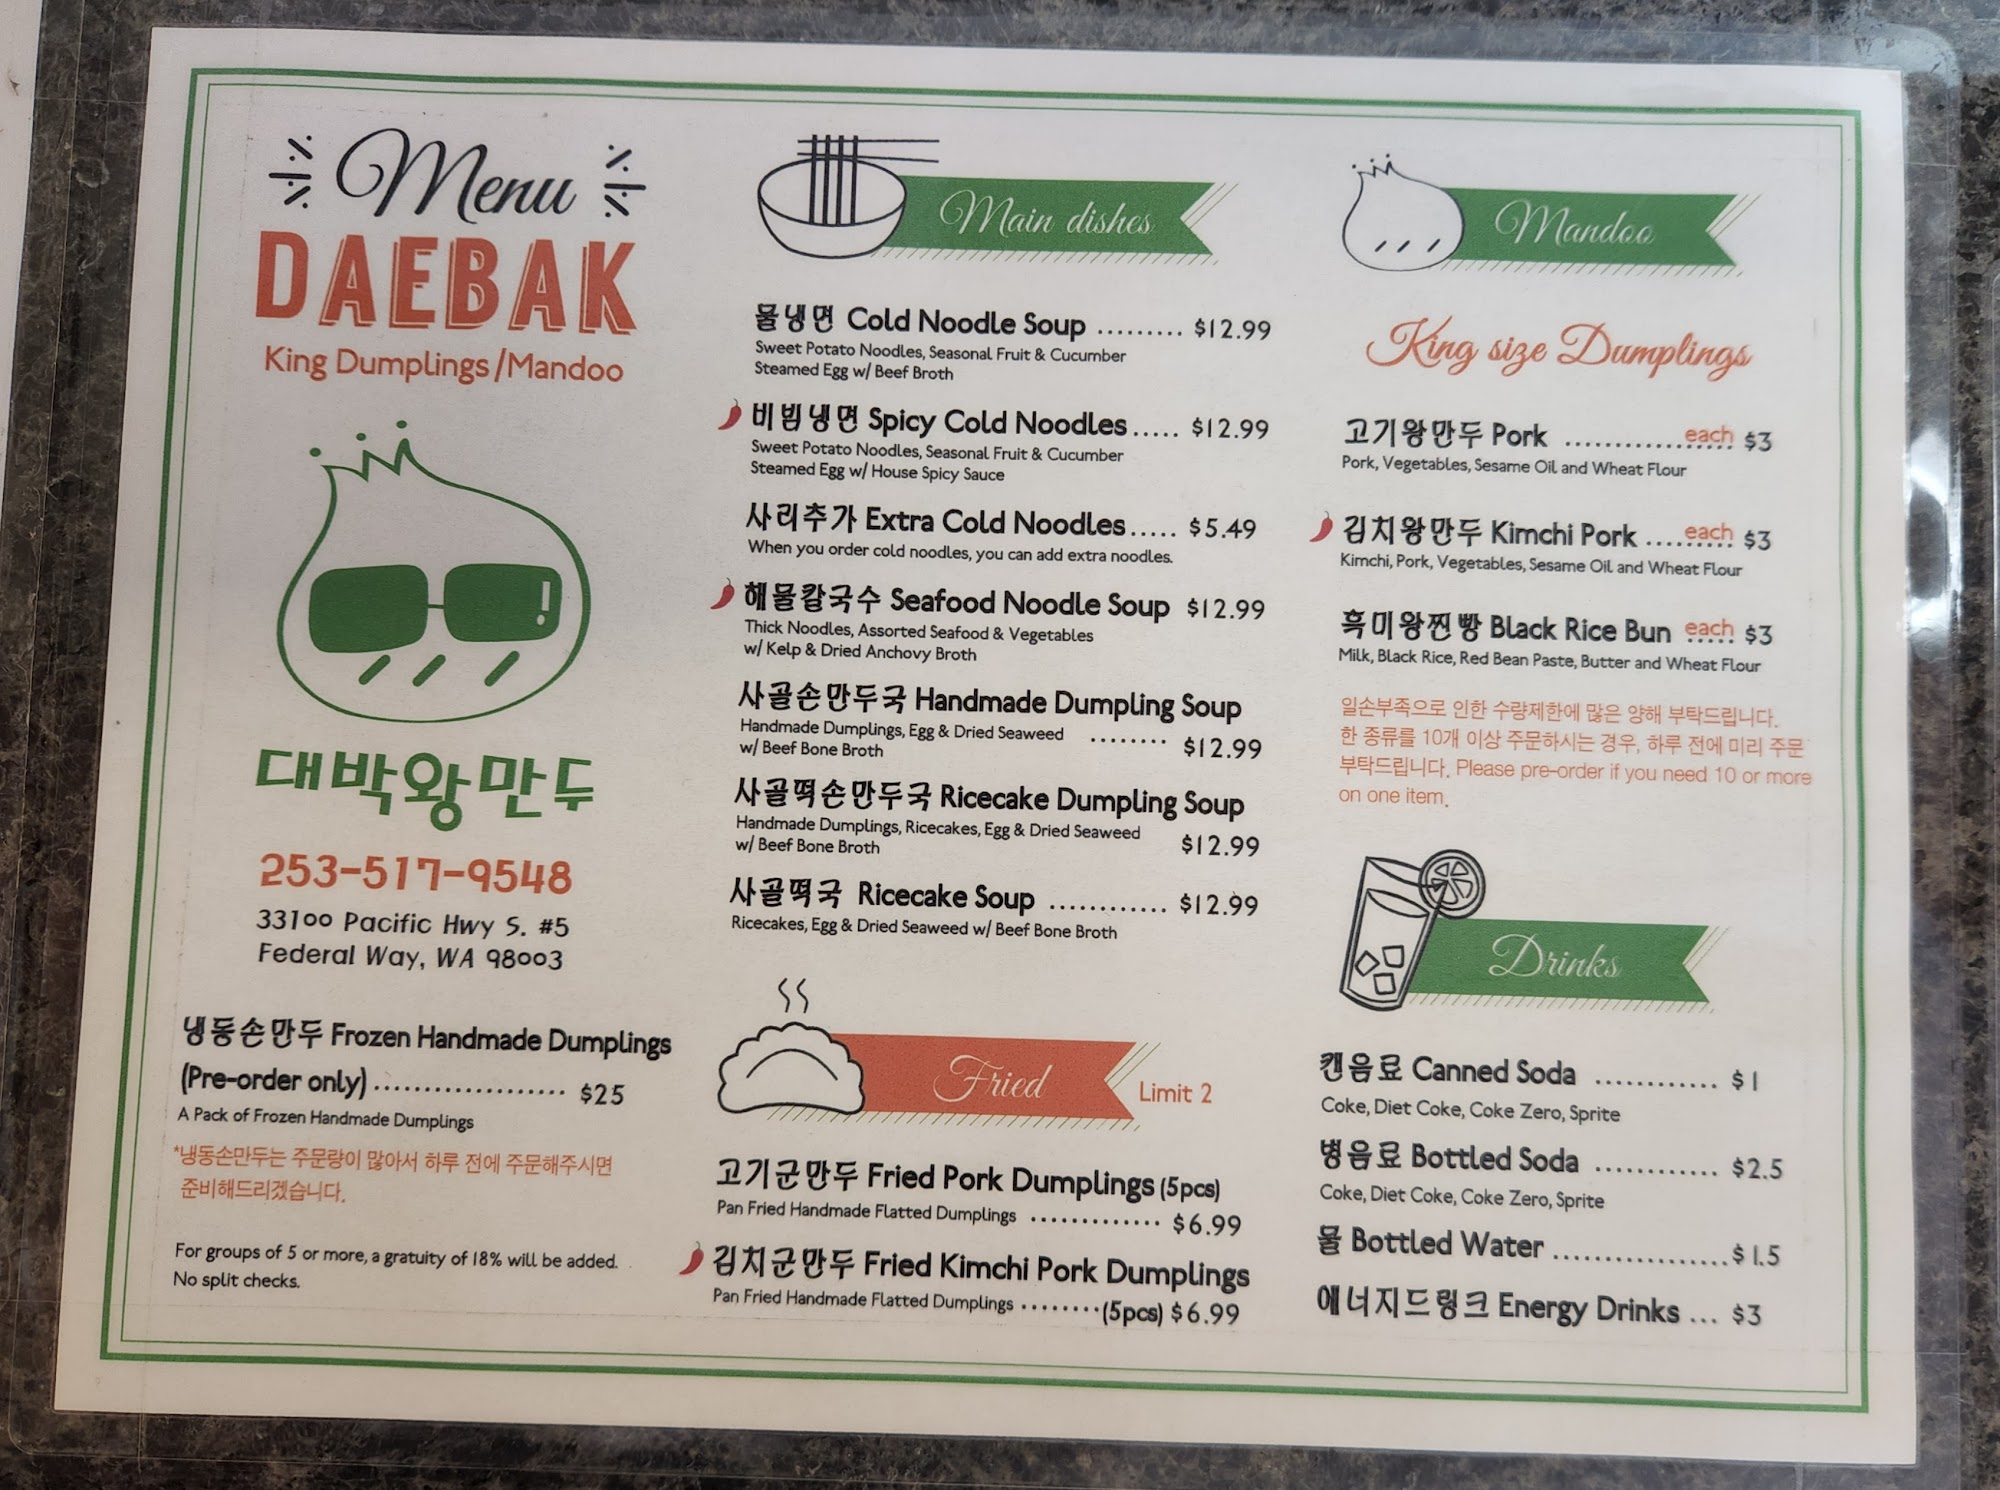 Menu
DAEBAK
King Dumplings/Mandoo
대박왕만두
253-517-9548
33100 Pacific Hwy S. #5
Federal Way, WA 98003
냉동손만두 Frozen Handmade Dumplings
(Pre-order only) .................... $25
A Pack of Frozen Handmade Dumplings
*냉동손만두는 주문량이 많아서 하루 전에 주문해주시면
준비해드리겠습니다.
For groups of 5 or more, a gratuity of 18% will be added.
No split checks.
Main dishes
물냉면 Cold Noodle Soup ......... $12.99
Sweet Potato Noodles, Seasonal Fruit & Cucumber
Steamed Egg w/ Beef Broth
비빔냉면 Spicy Cold Noodles ..... $12.99
Sweet Potato Noodles, Seasonal Fruit & Cucumber
Steamed Egg w/ House Spicy Sauce
사리추가 Extra Cold Noodles ..... $5.49
When you order cold noodles, you can add extra noodles.
해물칼국수 Seafood Noodle Soup $12.99
Thick Noodles, Assorted Seafood & Vegetables
w/ Kelp & Dried Anchovy Broth
사골손만두국 Handmade Dumpling Soup
Handmade Dumplings, Egg & Dried Seaweed ........ $12.99
w/ Beef Bone Broth
사골떡손만두국 Ricecake Dumpling Soup
Handmade Dumplings, Ricecakes, Egg & Dried Seaweed
w/ Beef Bone Broth $12.99
사골떡국 Ricecake Soup ............ $12.99
Ricecakes, Egg & Dried Seaweed w/ Beef Bone Broth
Fried Limit 2
고기군만두 Fried Pork Dumplings (5pcs)
Pan Fried Handmade Flatted Dumplings ............. $6.99
김치군만두 Fried Kimchi Pork Dumplings
Pan Fried Handmade Flatted Dumplings ........ (5pcs) $6.99
Mandoo
King size Dumplings
고기왕만두 Pork ................. each $3
Pork, Vegetables, Sesame Oil and Wheat Flour
김치왕만두 Kimchi Pork ......... each $3
Kimchi, Pork, Vegetables, Sesame Oil and Wheat Flour
흑미왕찐빵 Black Rice Bun ..... each $3
Milk, Black Rice, Red Bean Paste, Butter and Wheat Flour
일손부족으로 인한 수량제한에 많은 양해 부탁드립니다.
한 종류를 10개 이상 주문하시는 경우, 하루 전에 미리 주문
부탁드립니다. Please pre-order if you need 10 or more
on one item.
Drinks
캔음료 Canned Soda ............ $1
Coke, Diet Coke, Coke Zero, Sprite
병음료 Bottled Soda ............ $2.5
Coke, Diet Coke, Coke Zero, Sprite
물 Bottled Water ................. $1.5
에너지드링크 Energy Drinks ... $3